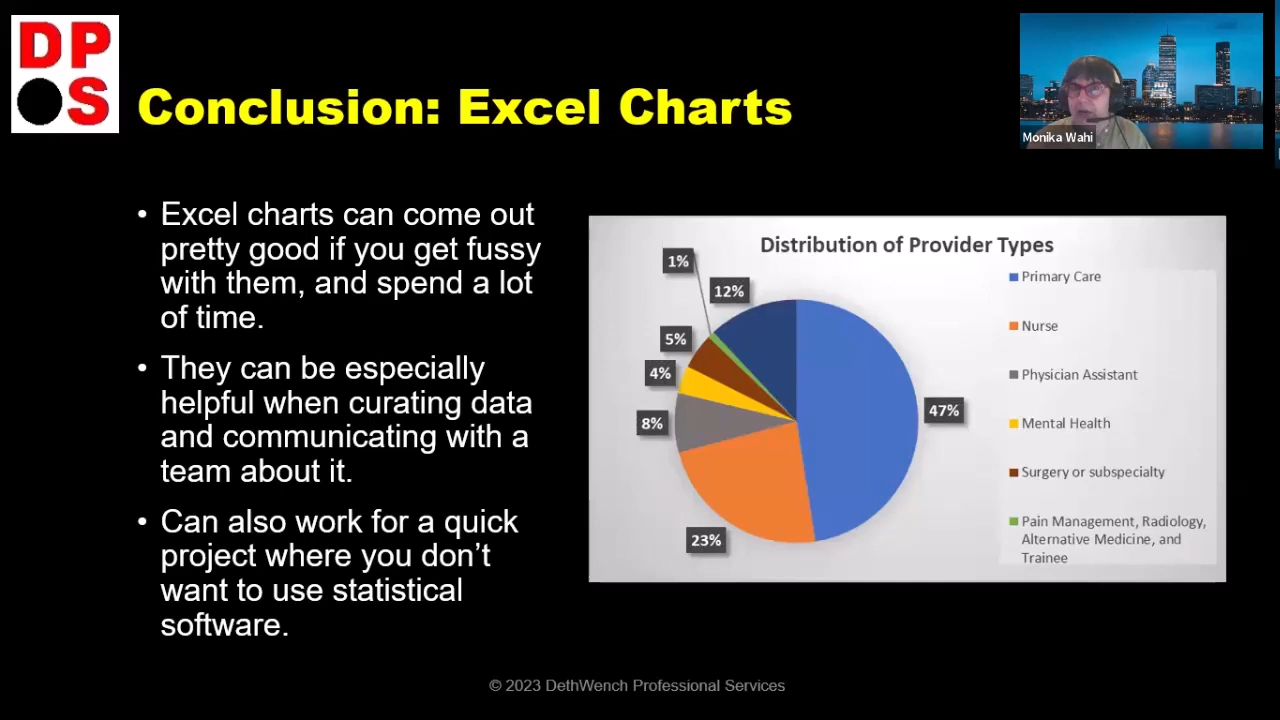 DP
S
Conclusion: Excel Charts
Monika Wahi
• Excel charts can come out
pretty good if you get fussy
with them, and spend a lot
of time.
• They can be especially
helpful when curating data
and communicating with a
team about it.
• Can also work for a quick
project where you don't
want to use statistical
software.
Distribution of Provider Types
1%
12%
5%
4%
8%
23%
47%
Primary Care
Nurse
Physician Assistant
Mental Health
Surgery or subspecialty
Pain Management, Radiology,
Alternative Medicine, and
Trainee
© 2023 DethWench Professional Services